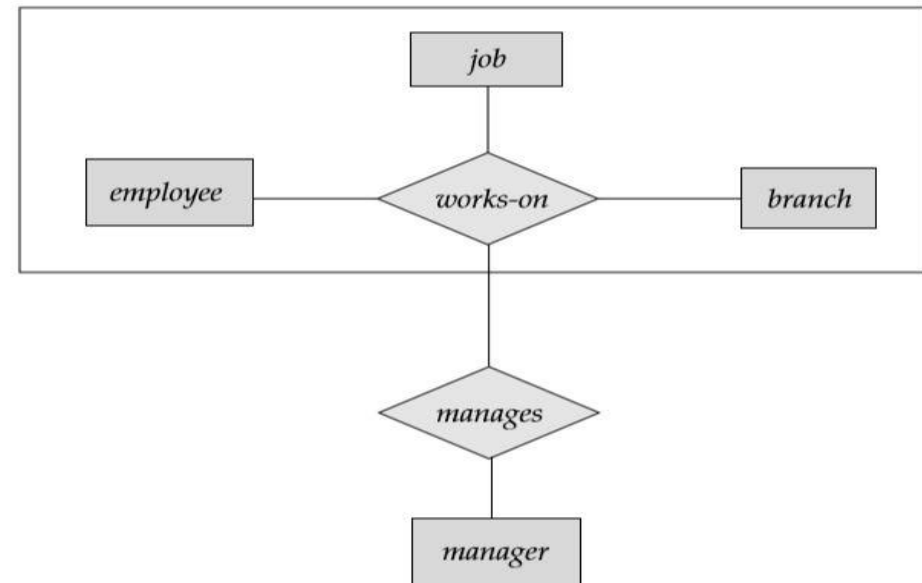 job
employee
works-on
branch
manages
manager